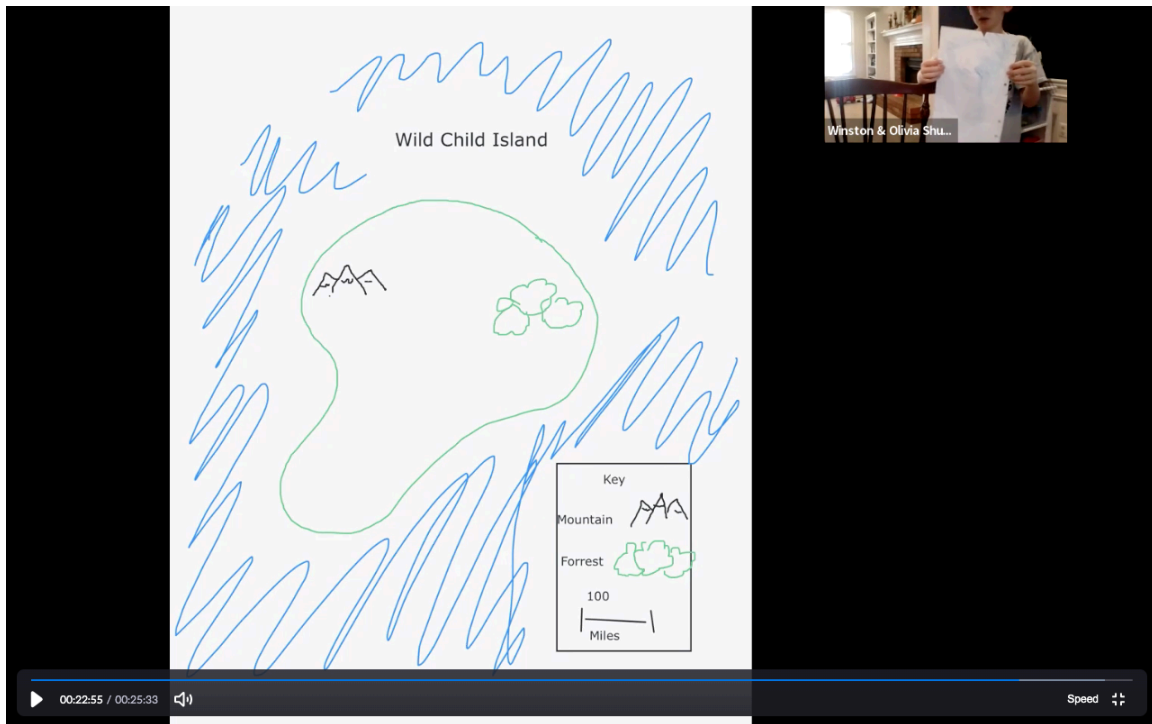 Wild Child Island
Winston & Olivia Shu...
Key
Mountain
Forrest
100
Miles
00:22:55 / 00:25:33
Speed